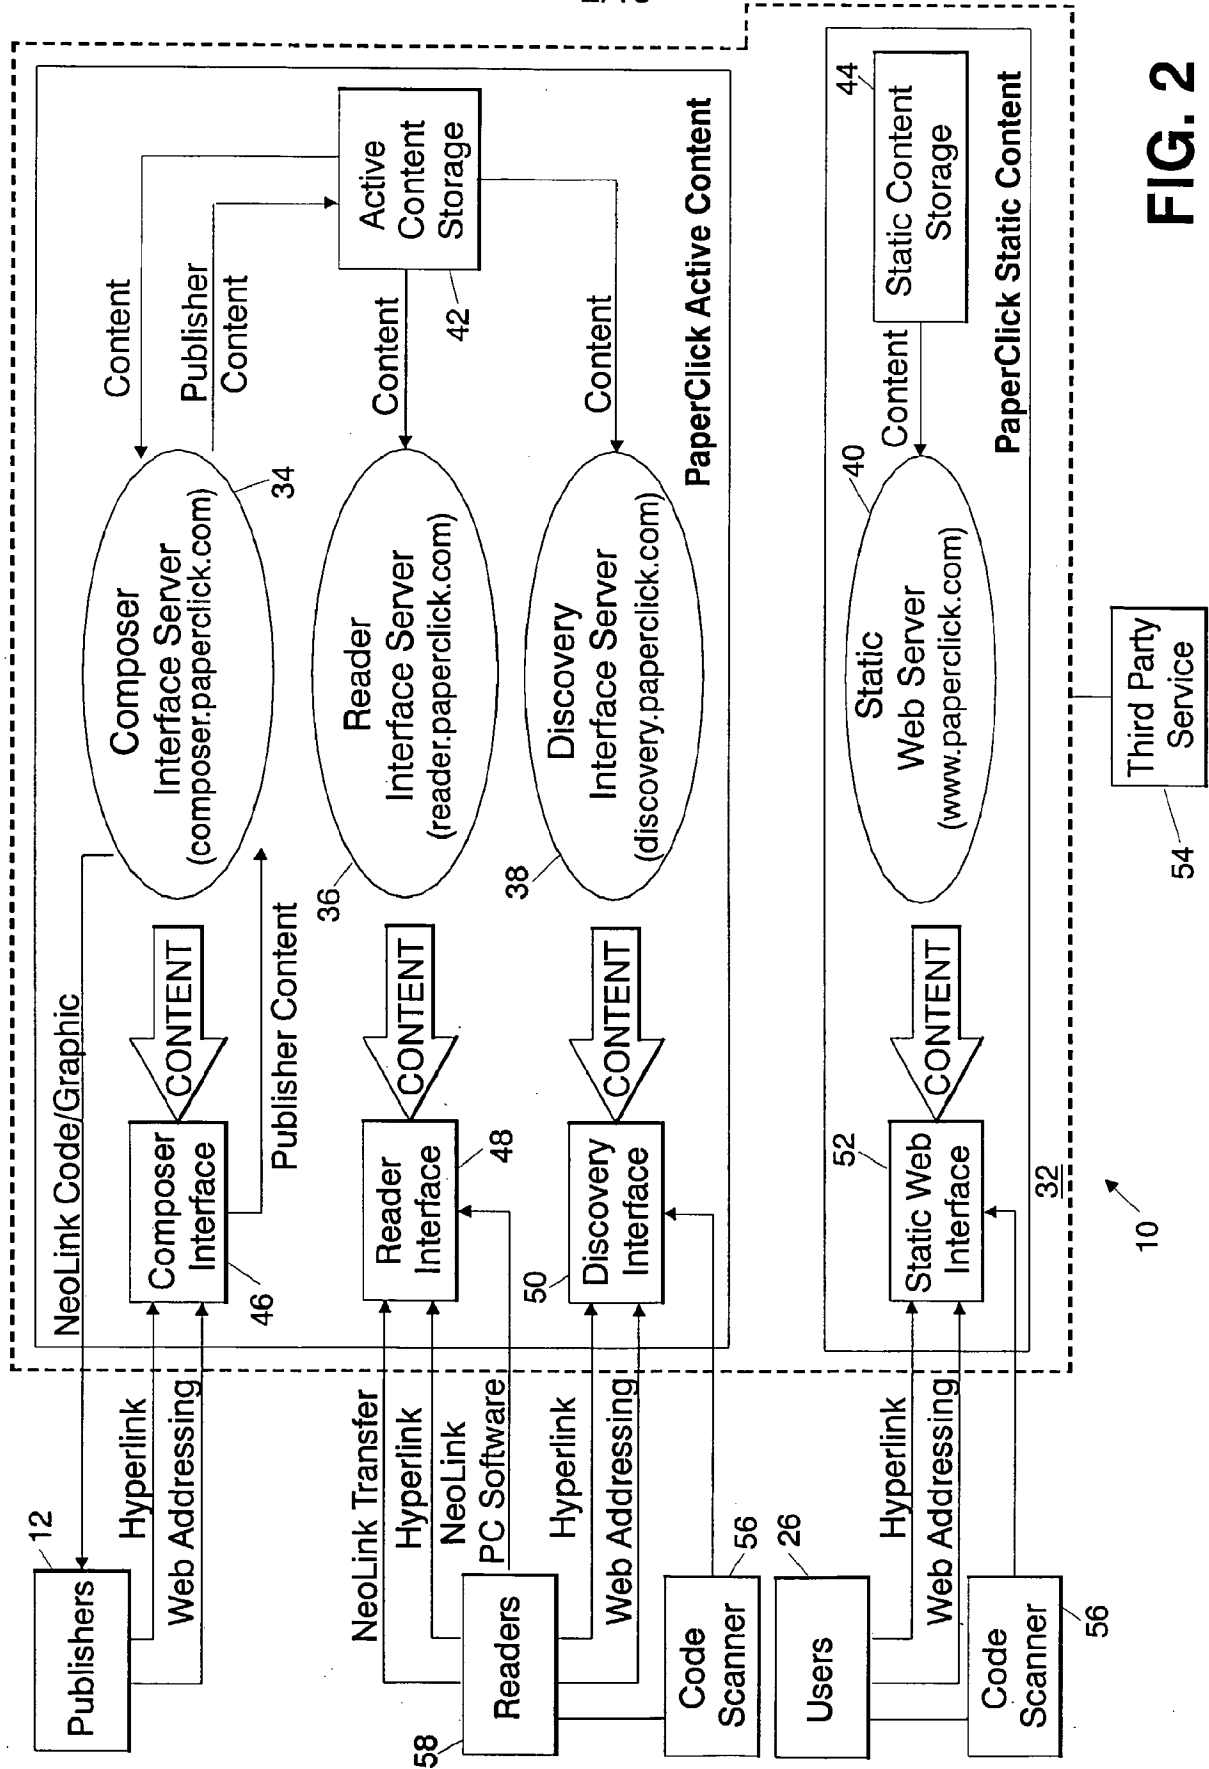 12
Publishers
Hyperlink
Web Addressing
NeoLink Code/Graphic
Composer
Interface
46
CONTENT
Publisher Content
Composer
Interface Server
(composer.paperclick.com)
34
Content
Publisher
Content
Active
Content
Storage
42
NeoLink Transfer
Hyperlink
NeoLink
PC Software
Readers
58
Reader
Interface
48
CONTENT
36
Reader
Interface Server
(reader.paperclick.com)
Content
Hyperlink
Web Addressing
Code
Scanner
56
50
Discovery
Interface
CONTENT
38
Discovery
Interface Server
(discovery.paperclick.com)
Content
PaperClick Active Content
26
Users
Hyperlink
Web Addressing
Code
Scanner
56
52
Static Web
Interface
CONTENT
40
Static
Web Server
(www.paperclick.com)
Content
44
Static Content
Storage
PaperClick Static Content
32
10
54
Third Party
Service
FIG. 2